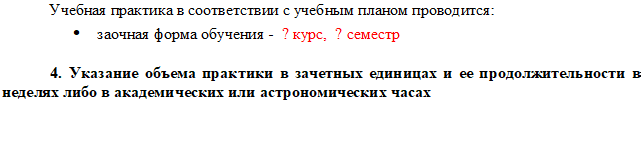 Учебная практика в соответствии с учебным планом проводится:
• заочная форма обучения - ? курс, ? семестр
4. Указание объема практики в зачетных единицах и ее продолжительности в
неделях либо в академических или астрономических часах